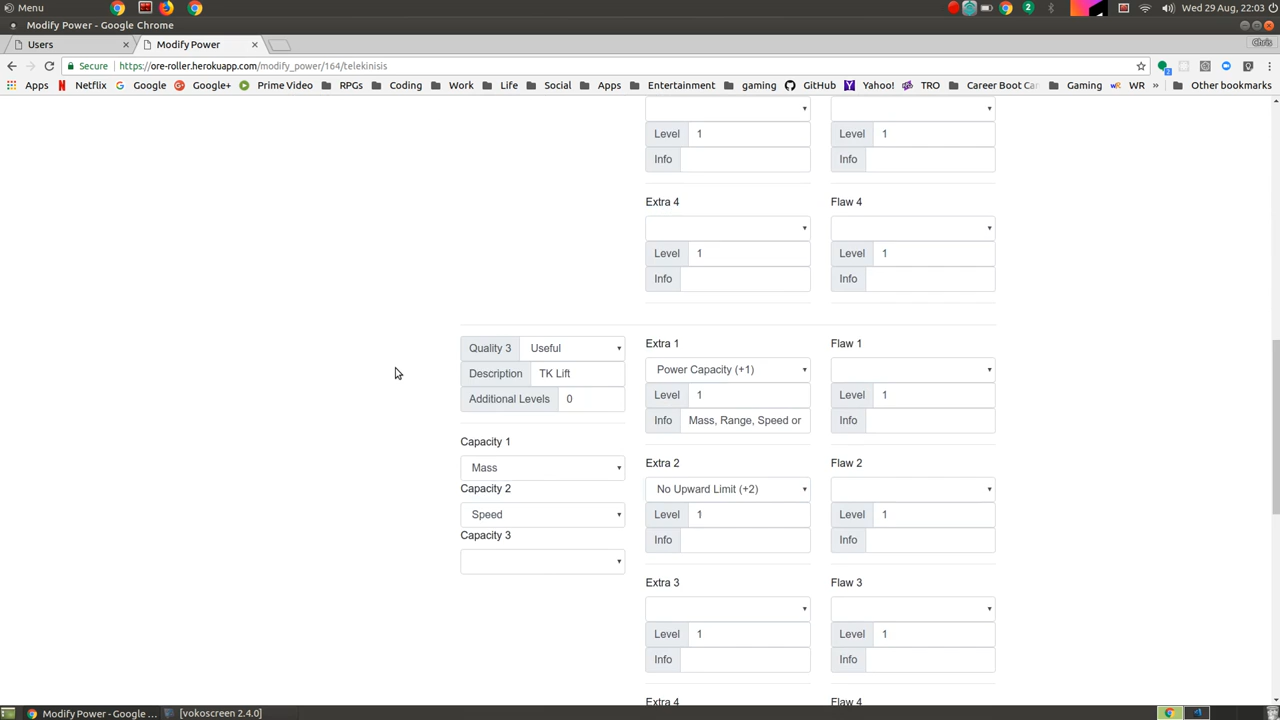 Menu
2
Wed 29 Aug, 22:03
Modify Power - Google Chrome
Users
Modify Power
Chris
Secure
https://ore-roller.herokuapp.com/modify_power/164/telekinisis
Apps
Netflix
Google
Google+
Prime Video
RPGs
Coding
Work
Life
Social
Apps
Entertainment
gaming
GitHub
Yahoo!
TRO
Career Boot Car
Gaming
WR
»
Other bookmarks
Level 1
Level 1
Info
Info
Extra 4
Flaw 4
Level 1
Level 1
Info
Info
Quality 3 Useful
Description TK Lift
Additional Levels 0
Capacity 1
Mass
Capacity 2
Speed
Capacity 3
Extra 1
Power Capacity (+1)
Level 1
Info Mass, Range, Speed or
Flaw 1
Level 1
Info
Extra 2
No Upward Limit (+2)
Level 1
Info
Flaw 2
Level 1
Info
Extra 3
Level 1
Info
Flaw 3
Level 1
Info
Extra 4
Flaw 4
Modify Power - Google ...
[vokoscreen 2.4.0]